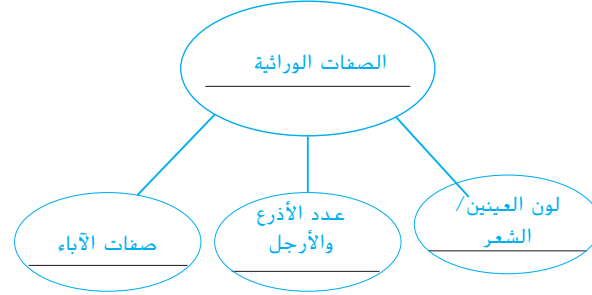 الصفات الوراثية
لون العينين/
الشعر
عدد الأذرع
والأرجل
صفات الآباء